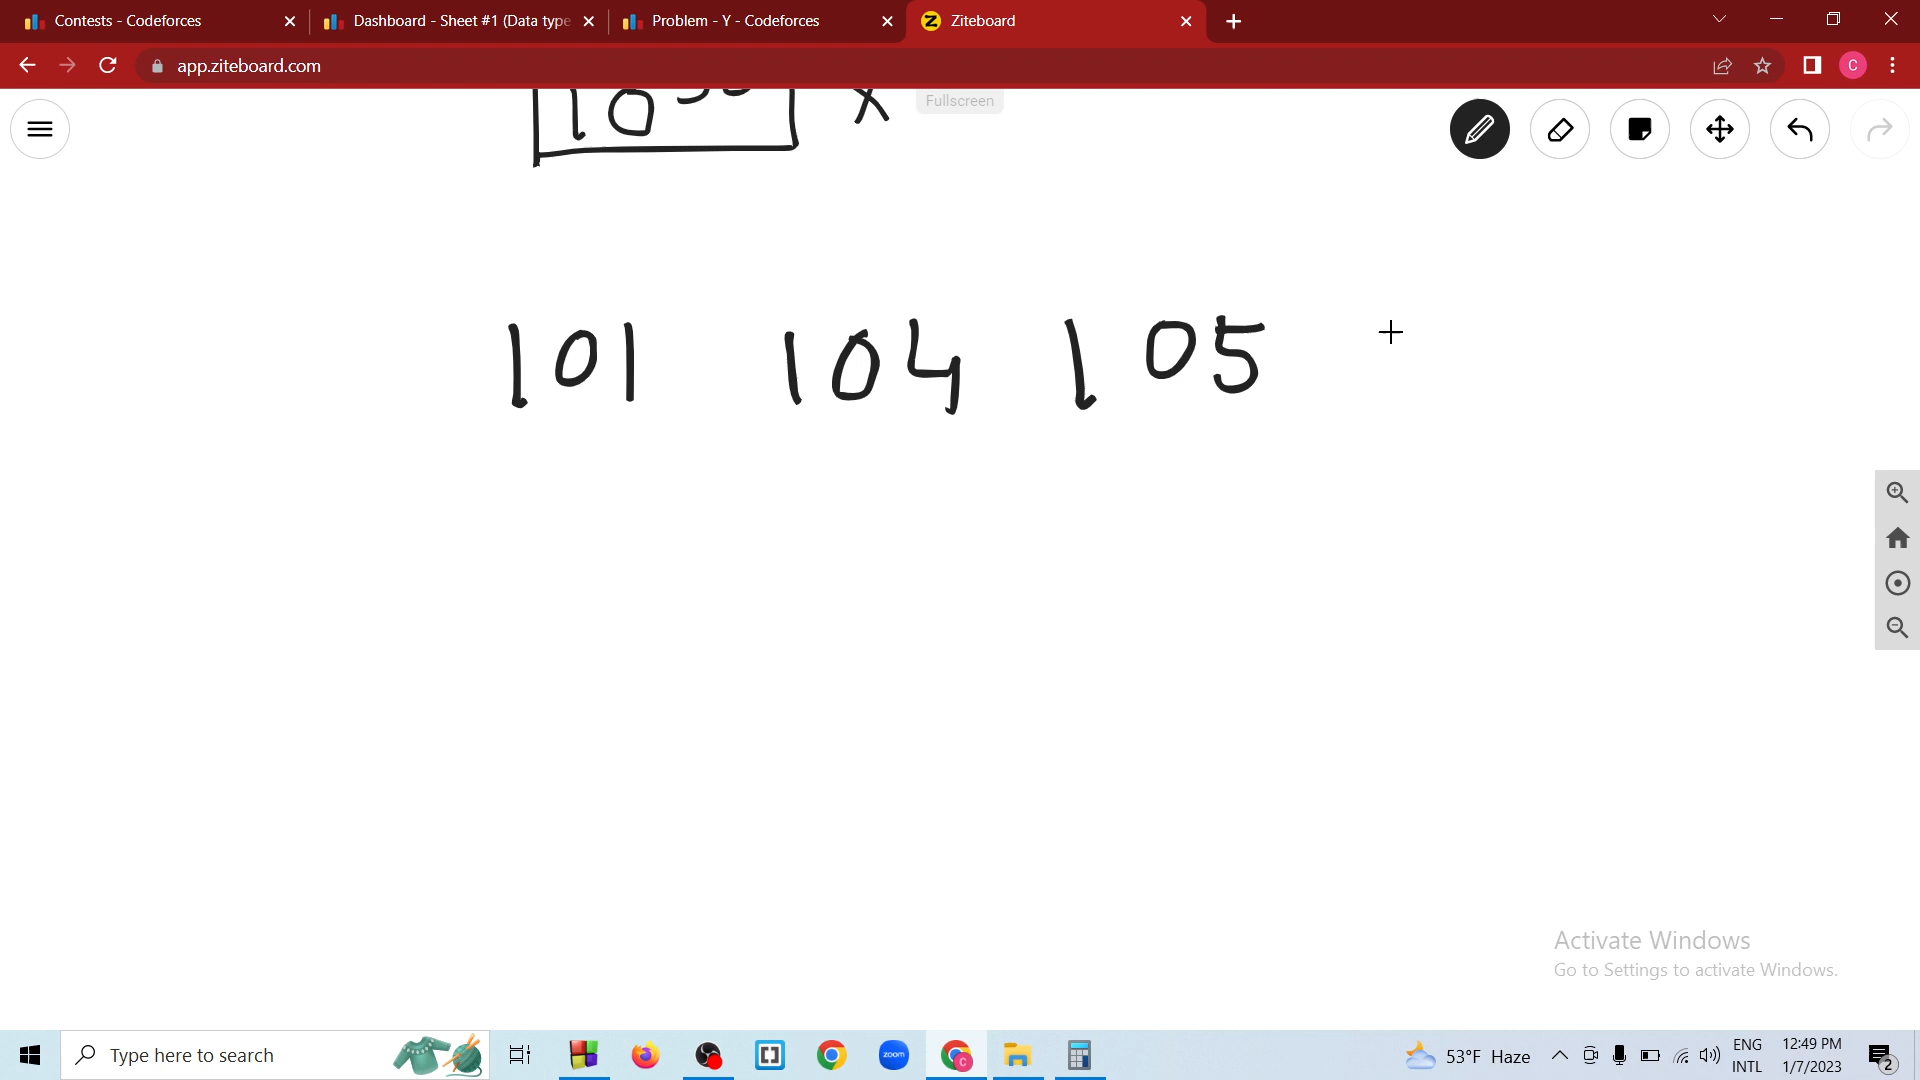 Contests - Codeforces
Dashboard - Sheet #1 (Data type
Problem - Y - Codeforces
Ziteboard
app.ziteboard.com
C
Fullscreen
X
101 104 105
Activate Windows
Go to Settings to activate Windows.
Type here to search
zoom
53°F Haze
ENG
INTL
12:49 PM
1/7/2023
2